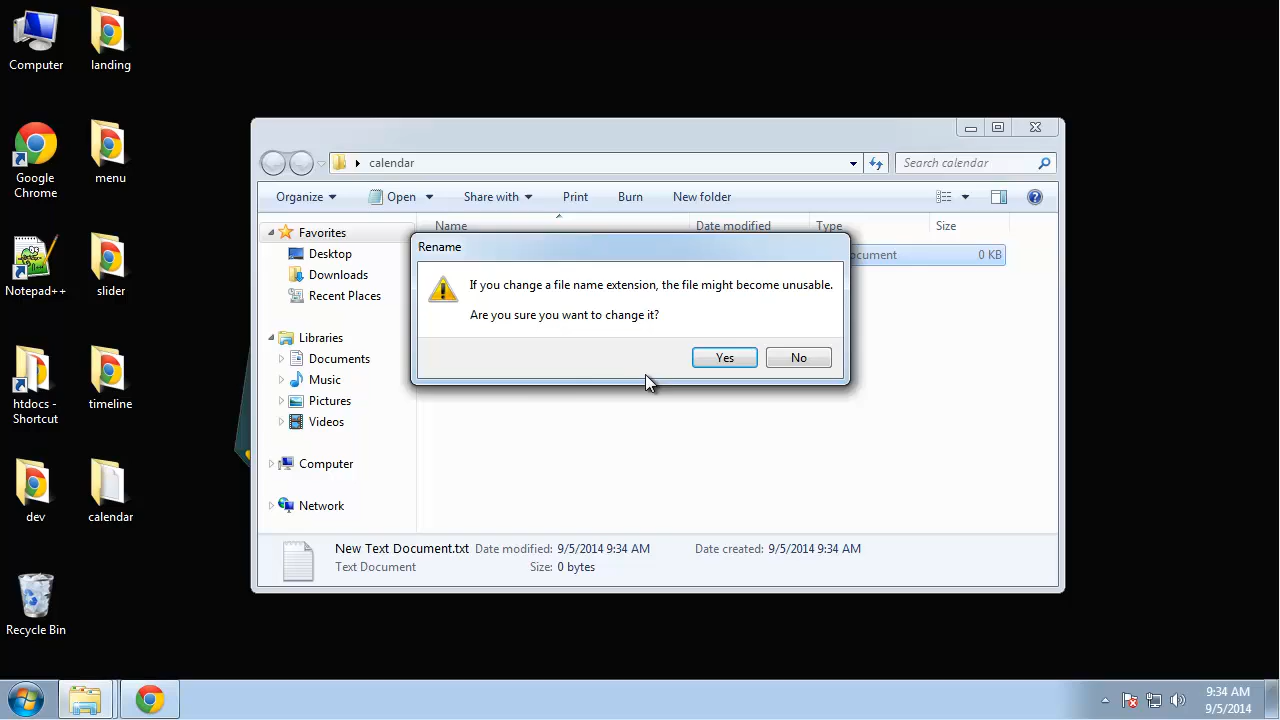 Computer
landing
Google
Chrome
menu
Notepad++
slider
htdocs -
Shortcut
timeline
dev
calendar
Recycle Bin
calendar
Search calendar
Organize
Open
Share with
Print
Burn
New folder
Favorites
Desktop
Downloads
Recent Places
Libraries
Documents
Music
Pictures
Videos
Computer
Network
Name
Date modified
Type
Size
0 KB
Rename
If you change a file name extension, the file might become unusable.
Are you sure you want to change it?
Yes
No
New Text Document.txt Date modified: 9/5/2014 9:34 AM Date created: 9/5/2014 9:34 AM
Text Document Size: 0 bytes
9:34 AM
9/5/2014